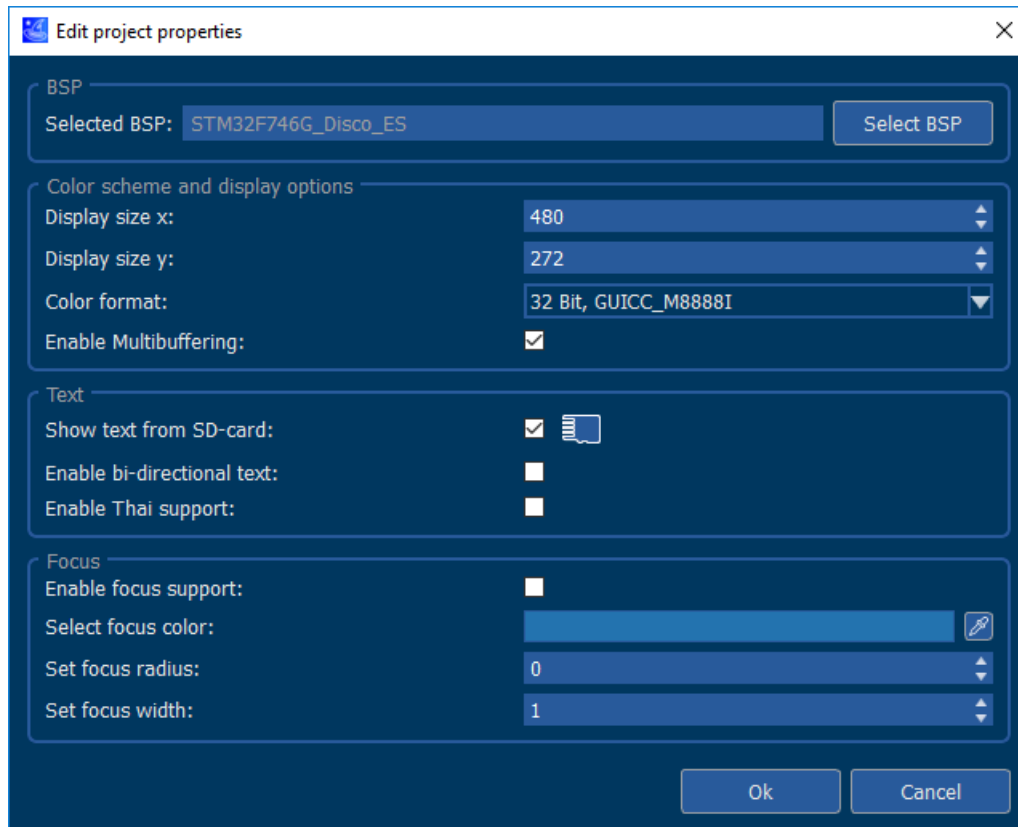 Edit project properties
BSP
Selected BSP: STM32F746G_Disco_ES Select BSP
Color scheme and display options
Display size x: 480
Display size y: 272
Color format: 32 Bit, GUICC_M8888I
Enable Multibuffering:
Text
Show text from SD-card:
Enable bi-directional text:
Enable Thai support:
Focus
Enable focus support:
Select focus color:
Set focus radius: 0
Set focus width: 1
Ok Cancel